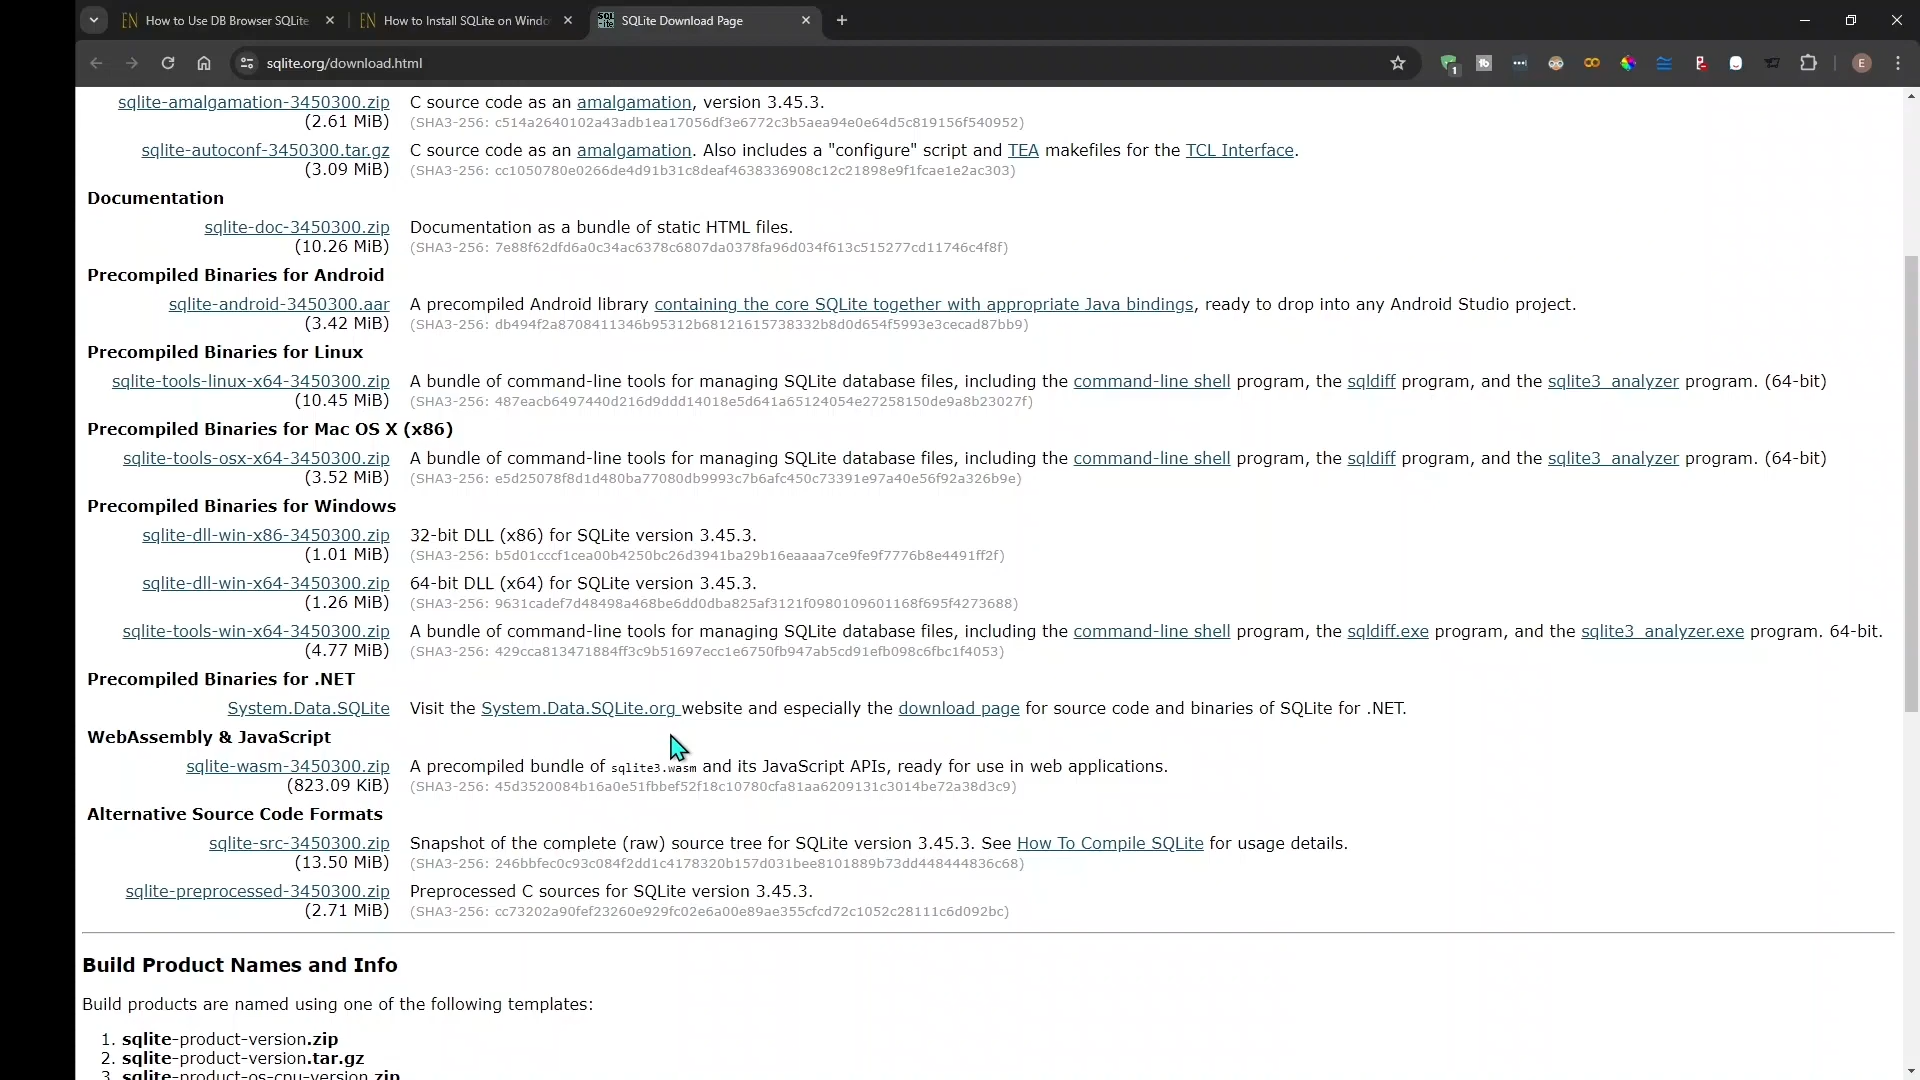 How to Use DB Browser SQLite
How to Install SQLite on Windo
SQLite Download Page
sqlite.org/download.html
sqlite-amalgamation-3450300.zip
(2.61 MiB)
C source code as an amalgamation, version 3.45.3.
(SHA3-256: c514a2640102a43adb1ea17056df3e6772c3b5aea94e0e64d5c819156f540952)
sqlite-autoconf-3450300.tar.gz
(3.09 MiB)
C source code as an amalgamation. Also includes a "configure" script and TEA makefiles for the TCL Interface.
(SHA3-256: cc1050780e0266de4d91b31c8deaf4638336908c12c21898e9f1fcae1e2ac303)
Documentation
sqlite-doc-3450300.zip
(10.26 MiB)
Documentation as a bundle of static HTML files.
(SHA3-256: 7e88f62dfd6a0c34ac6378c6807da0378fa96d034f613c515277cd11746c4f8f)
Precompiled Binaries for Android
sqlite-android-3450300.aar
(3.42 MiB)
A precompiled Android library containing the core SQLite together with appropriate Java bindings, ready to drop into any Android Studio project.
(SHA3-256: db494f2a8708411346b95312b68121615738332b8d0d654f5993e3cecad87bb9)
Precompiled Binaries for Linux
sqlite-tools-linux-x64-3450300.zip
(10.45 MiB)
A bundle of command-line tools for managing SQLite database files, including the command-line shell program, the sqldiff program, and the sqlite3_analyzer program. (64-bit)
(SHA3-256: 487eacb6497440d216d9ddd14018e5d641a65124054e27258150de9a8b23027f)
Precompiled Binaries for Mac OS X (x86)
sqlite-tools-osx-x64-3450300.zip
(3.52 MiB)
A bundle of command-line tools for managing SQLite database files, including the command-line shell program, the sqldiff program, and the sqlite3_analyzer program. (64-bit)
(SHA3-256: e5d25078f8d1d480ba77080db9993c7b6afc450c73391e97a40e56f92a326b9e)
Precompiled Binaries for Windows
sqlite-dll-win-x86-3450300.zip
(1.01 MiB)
32-bit DLL (x86) for SQLite version 3.45.3.
(SHA3-256: b5d01cccf1cea00b4250bc26d3941ba29b16eaaaa7ce9fe9f7776b8e4491ff2f)
sqlite-dll-win-x64-3450300.zip
(1.26 MiB)
64-bit DLL (x64) for SQLite version 3.45.3.
(SHA3-256: 9631cadef7d48498a468be6dd0dba825af3121f0980109601168f695f4273688)
sqlite-tools-win-x64-3450300.zip
(4.77 MiB)
A bundle of command-line tools for managing SQLite database files, including the command-line shell program, the sqldiff.exe program, and the sqlite3_analyzer.exe program. 64-bit.
(SHA3-256: 429cca813471884ff3c9b51697ecc1e6750fb947ab5cd91efb098c6fbc1f4053)
Precompiled Binaries for .NET
System.Data.SQLite
Visit the System.Data.SQLite.org website and especially the download page for source code and binaries of SQLite for .NET.
WebAssembly & JavaScript
sqlite-wasm-3450300.zip
(823.09 KiB)
A precompiled bundle of sqlite3.wasm and its JavaScript APIs, ready for use in web applications.
(SHA3-256: 45d3520084b16a0e51fbbef52f18c10780cfa81aa6209131c3014be72a38d3c9)
Alternative Source Code Formats
sqlite-src-3450300.zip
(13.50 MiB)
Snapshot of the complete (raw) source tree for SQLite version 3.45.3. See How To Compile SQLite for usage details.
(SHA3-256: 246bbfec0c93c084f2dd1c4178320b157d031bee8101889b73dd448444836c68)
sqlite-preprocessed-3450300.zip
(2.71 MiB)
Preprocessed C sources for SQLite version 3.45.3.
(SHA3-256: cc73202a90fef23260e929fc02e6a00e89ae355cfcd72c1052c28111c6d092bc)
Build Product Names and Info
Build products are named using one of the following templates:
1. sqlite-product-version.zip
2. sqlite-product-version.tar.gz
3. sqlite-product-os-cpu-version.zip